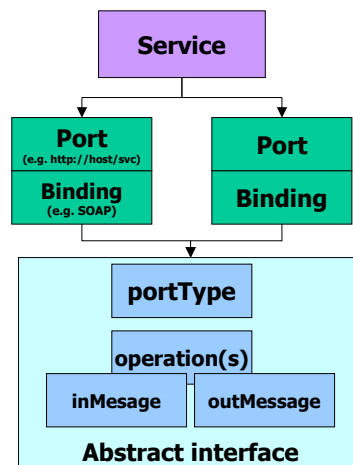 Service
Port
(e.g. http://host/svc)
Binding
(e.g. SOAP)
Port
Binding
portType
operation(s)
inMesage
outMessage
Abstract interface